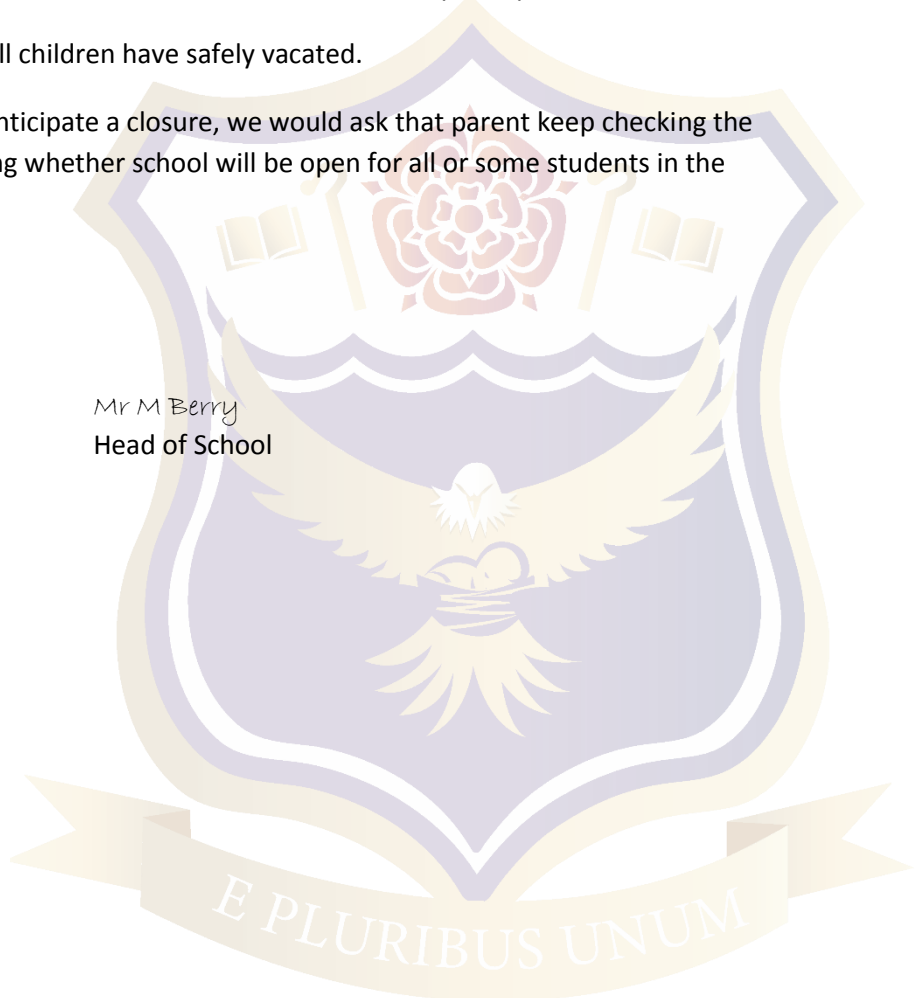 ll children have safely vacated.
nticipate a closure, we would ask that parent keep checking the
g whether school will be open for all or some students in the
Mr M Berry
Head of School
E PLURIBUS UNUM